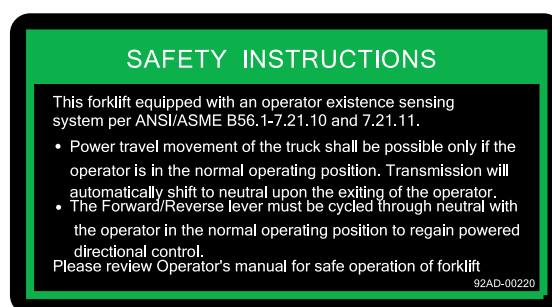 SAFETY INSTRUCTIONS
This forklift equipped with an operator existence sensing
system per ANSI/ASME B56.1-7.21.10 and 7.21.11.
• Power travel movement of the truck shall be possible only if the
operator is in the normal operating position. Transmission will
automatically shift to neutral upon the exiting of the operator.
• The Forward/Reverse lever must be cycled through neutral with
the operator in the normal operating position to regain powered
directional control.
Please review Operator's manual for safe operation of forklift
92AD-00220